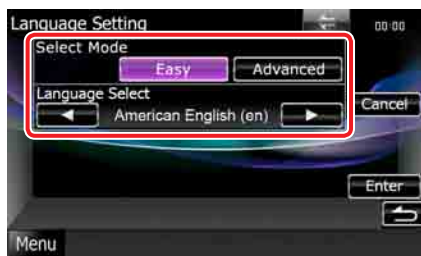 Language Setting
00:00
Select Mode
Easy
Advanced
Language Select
American English (en)
Cancel
Enter
Menu